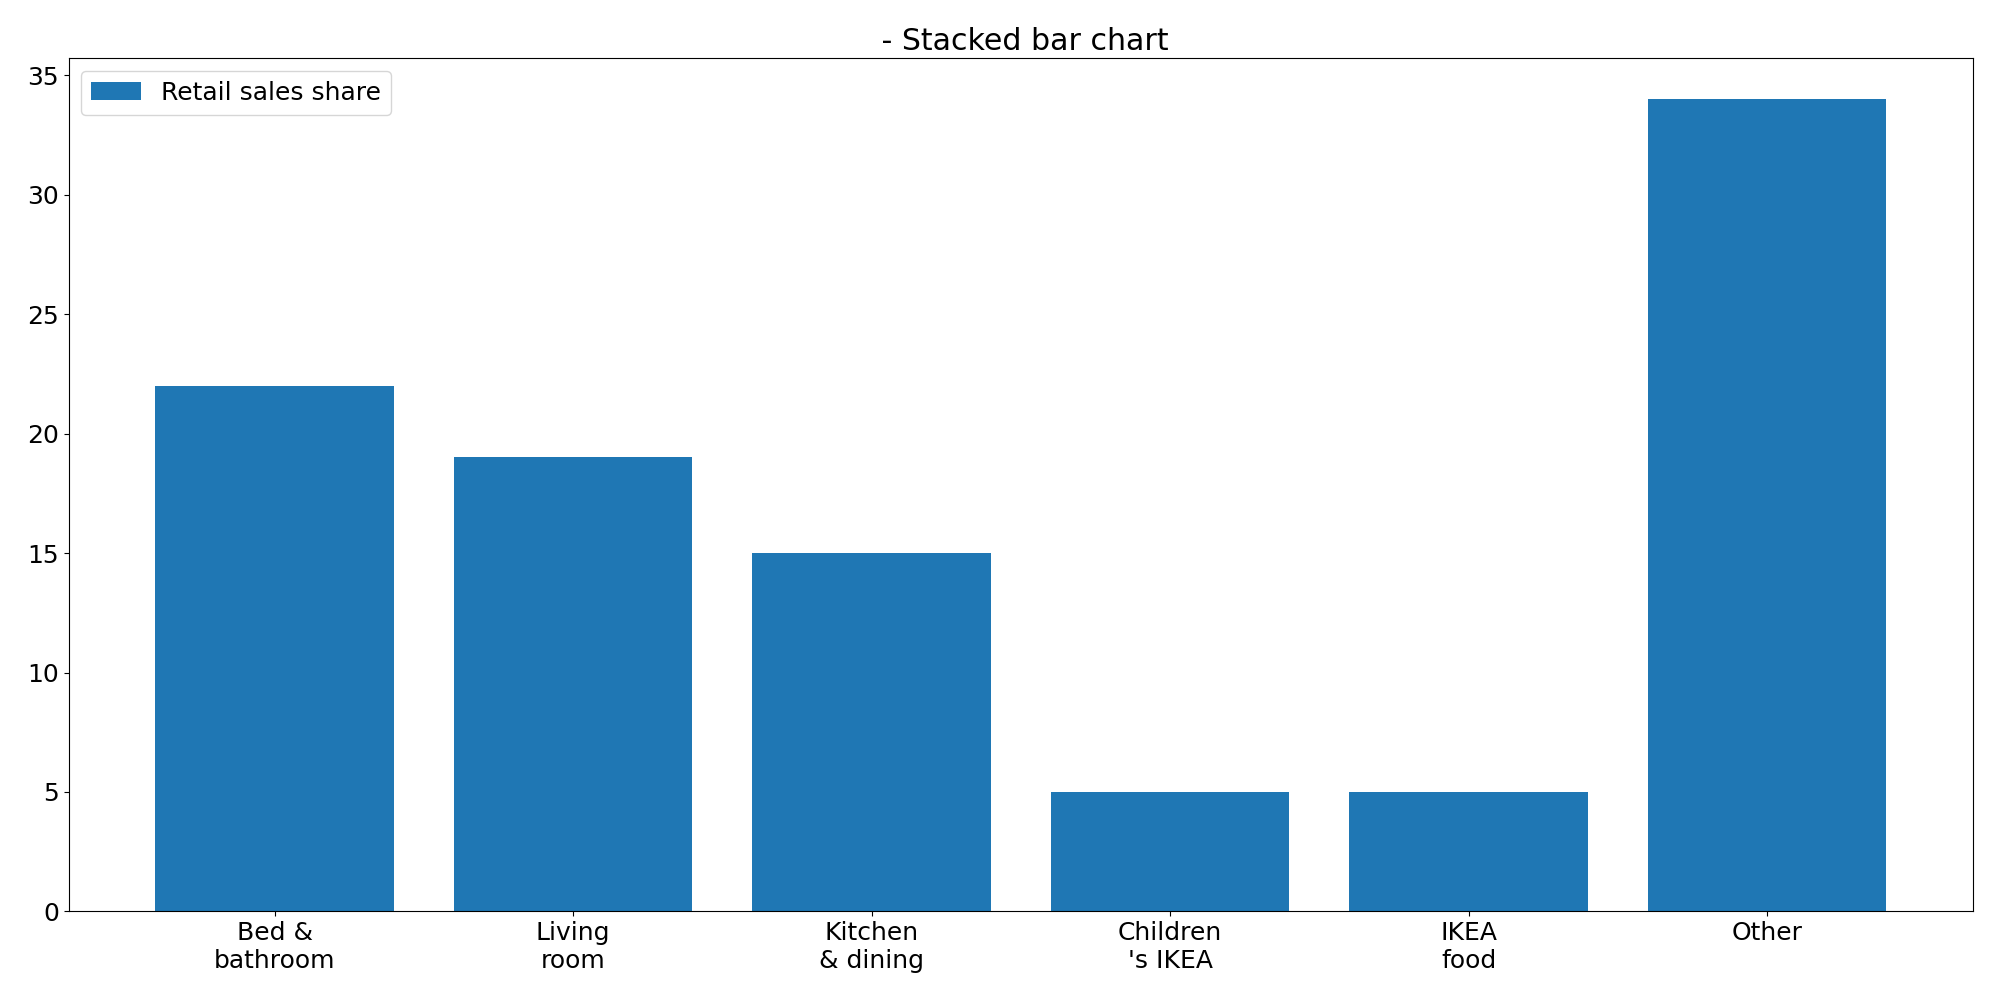 - Stacked bar chart
35
30
25
20
15
10
5
0
Retail sales share
Bed &
bathroom
Living
room
Kitchen
& dining
Children
's IKEA
IKEA
food
Other